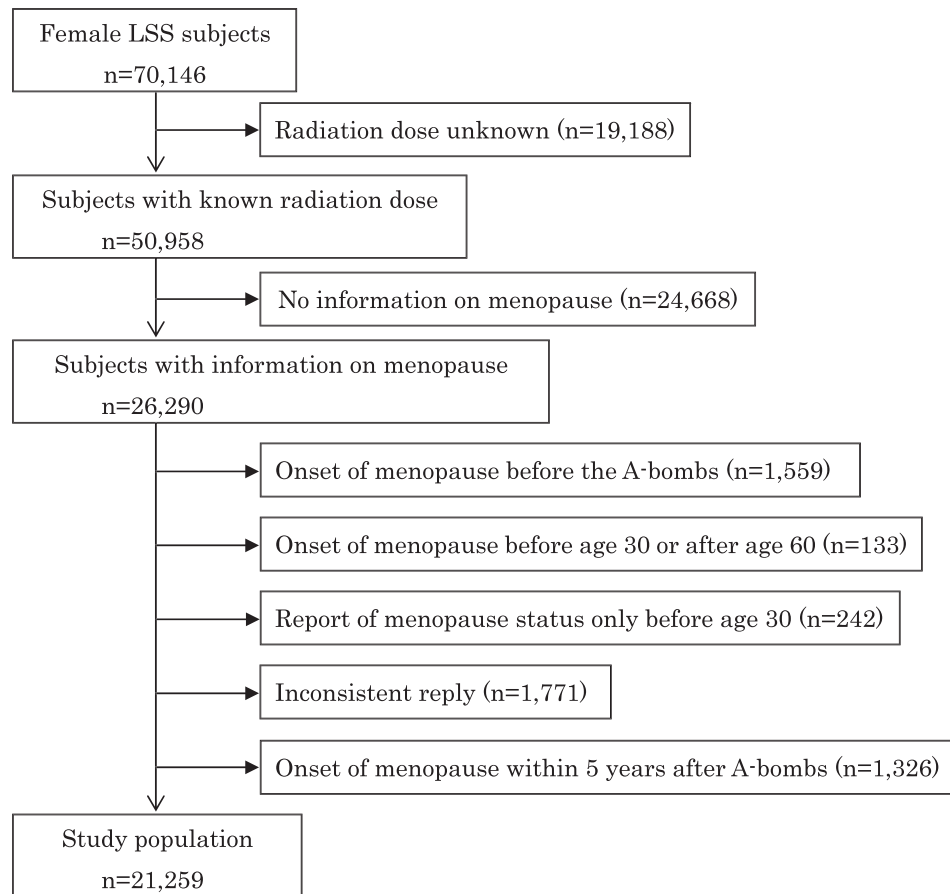 Female LSS subjects
n=70,146
Radiation dose unknown (n=19,188)
Subjects with known radiation dose
n=50,958
No information on menopause (n=24,668)
Subjects with information on menopause
n=26,290
Onset of menopause before the A-bombs (n=1,559)
Onset of menopause before age 30 or after age 60 (n=133)
Report of menopause status only before age 30 (n=242)
Inconsistent reply (n=1,771)
Onset of menopause within 5 years after A-bombs (n=1,326)
Study population
n=21,259